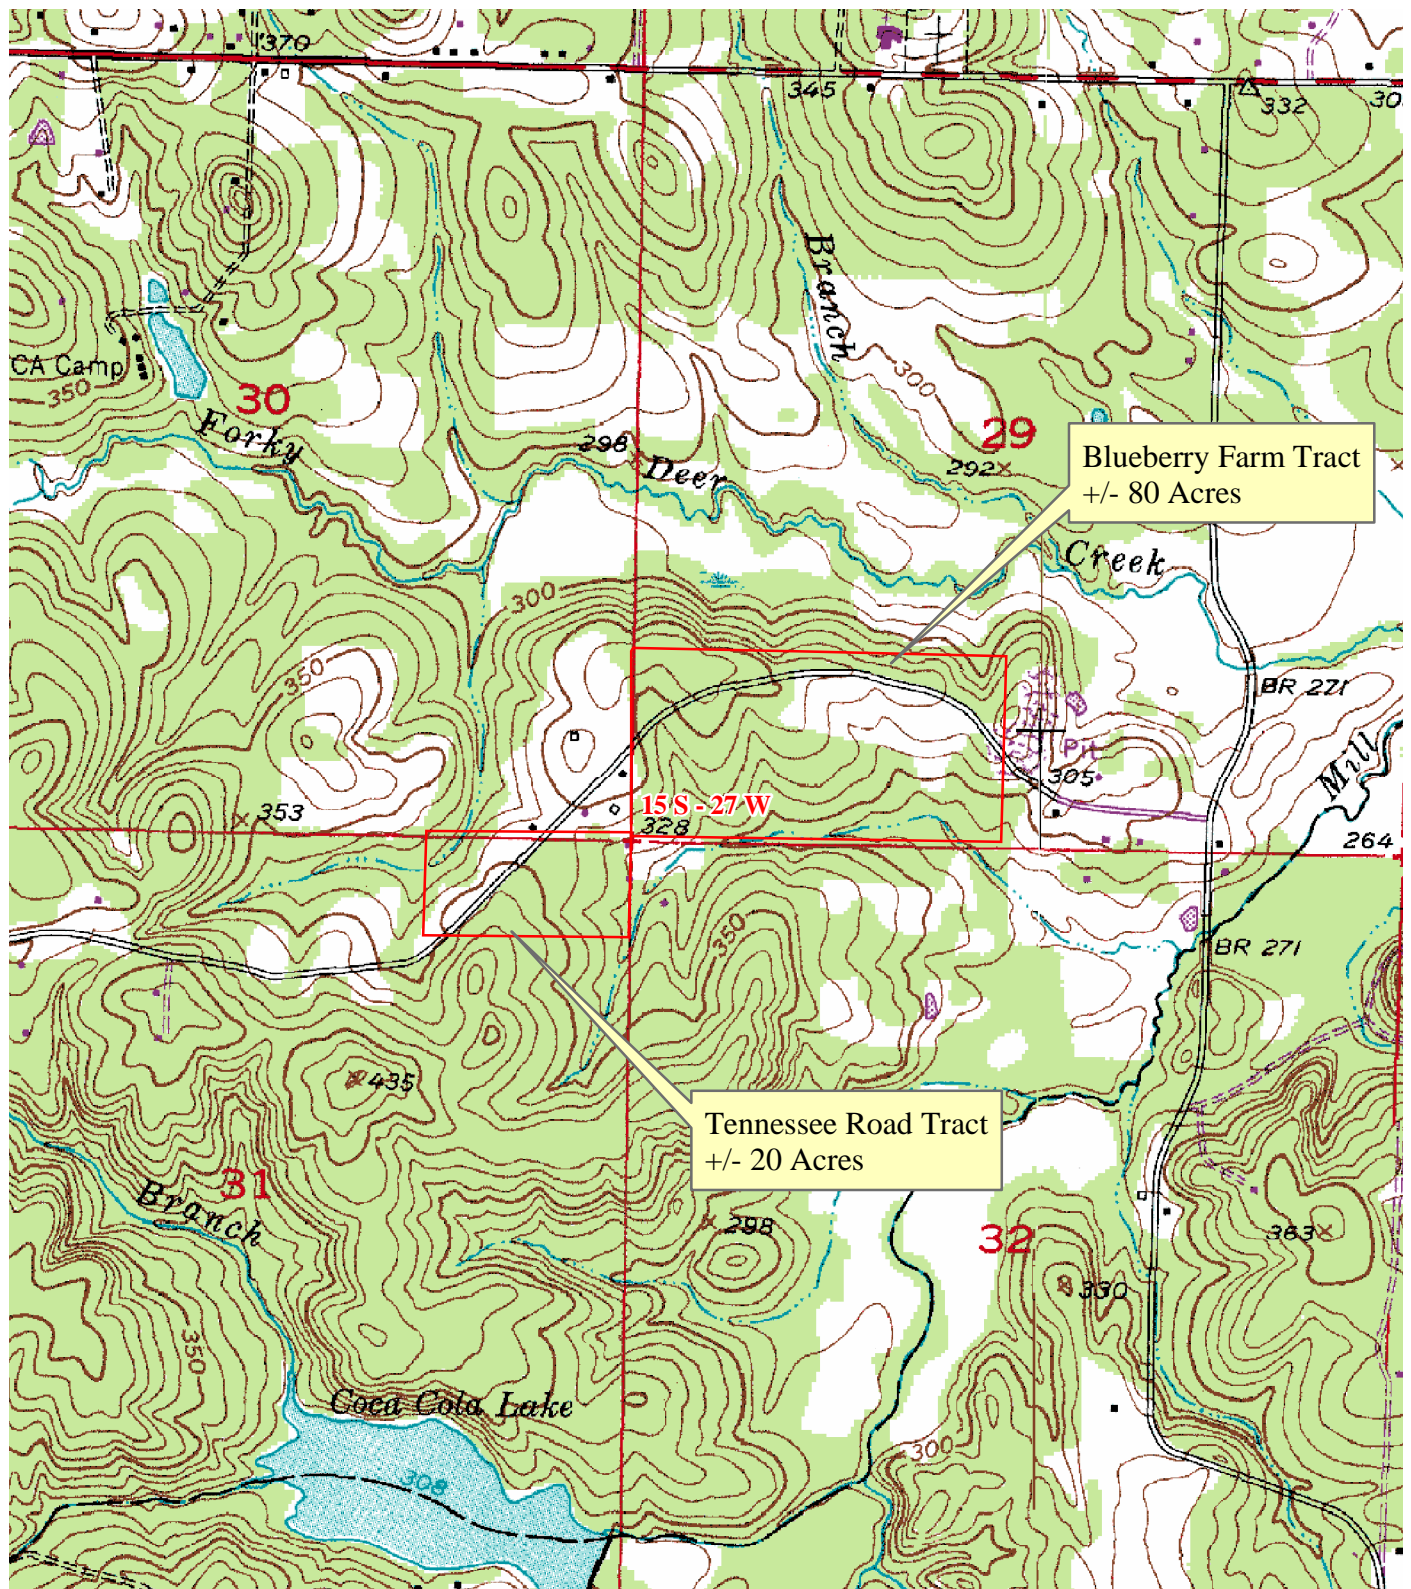 370
345
332
30
Branch
CA Camp
350
30
Forky
298
Deer
300
29
292
Blueberry Farm Tract
+/- 80 Acres
Creek
300
350
BR 271
Pit
305
Mill
353
15 S - 27 W
328
264
350
BR 271
435
Tennessee Road Tract
+/- 20 Acres
31
Branch
298
32
363
330
350
Coca Cola Lake
300
308